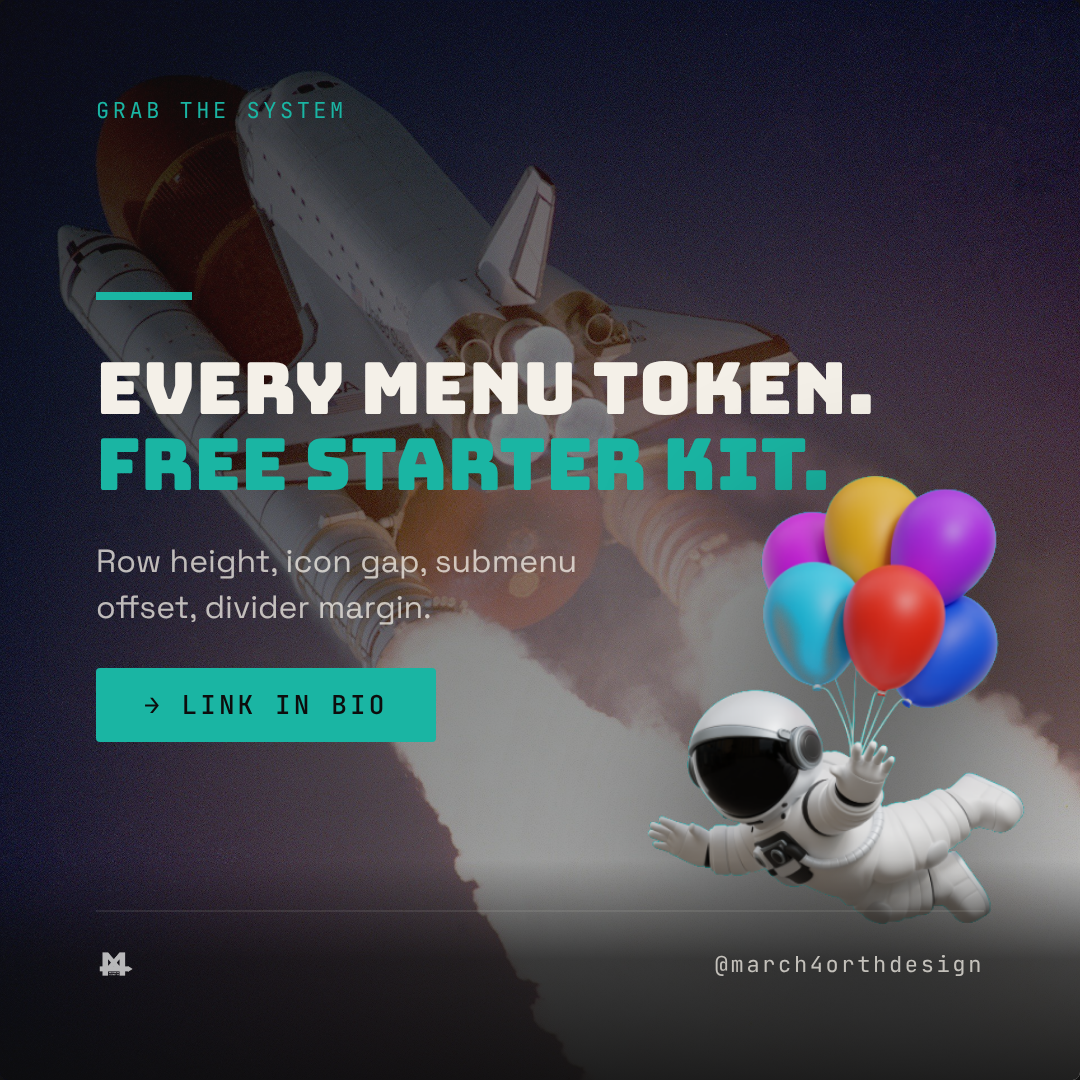 GRAB THE SYSTEM
EVERY MENU TOKEN.
FREE STARTER KIT.
Row height, icon gap, submenu
offset, divider margin.
→ LINK IN BIO
@march4orthdesign